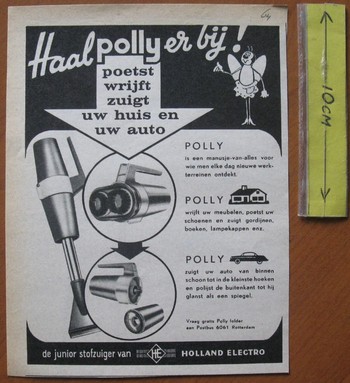 Haal polly er bij!
poetst
wrijft
zuigt
uw huis en
uw auto
10CM
POLLY
is een manusje-van-alles voor
wie men elke dag nieuwe werk-
terreinen ontdekt.
POLLY
wrijft uw meubelen, poetst uw
schoenen en zuigt gordijnen,
boeken, lampekappen enz.
POLLY
zuigt uw auto van binnen
schoon tot in de kleinste hoeken
en polijst de buitenkant tot hij
glanst als een spiegel.
Vraag gratis Polly folder
aan Postbus 6061 Rotterdam
de junior stofzuiger van HE HOLLAND ELECTRO